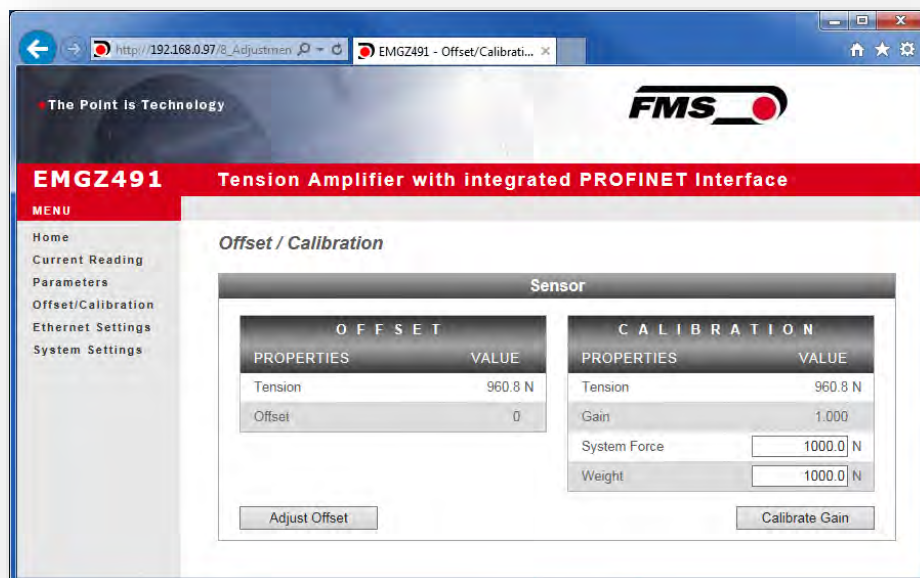 http://192.168.0.97/8_Adjustmen
EMGZ491 - Offset/Calibrati...
The Point is Technology
FMS
EMGZ491
Tension Amplifier with integrated PROFINET Interface
MENU
Home
Current Reading
Parameters
Offset/Calibration
Ethernet Settings
System Settings
Offset / Calibration
Sensor
OFFSET
PROPERTIES VALUE
Tension 960.8 N
Offset 0
Adjust Offset
CALIBRATION
PROPERTIES VALUE
Tension 960.8 N
Gain 1.000
System Force 1000.0 N
Weight 1000.0 N
Calibrate Gain